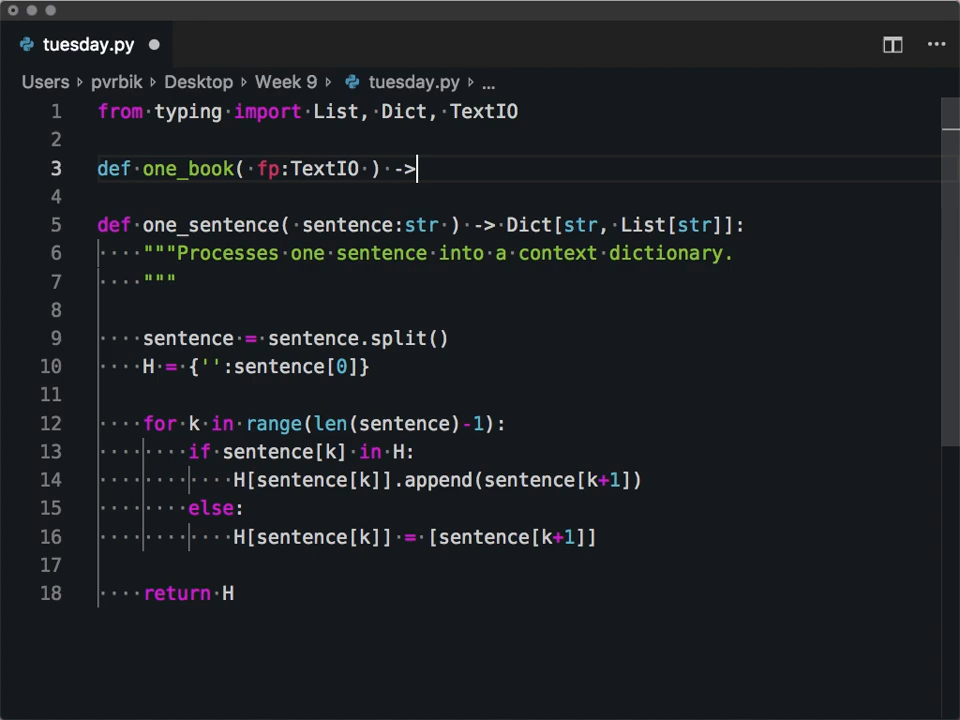 tuesday.py
Users Pvrbik Desktop Week 9 tuesday.py ...
1 from typing import List, Dict, TextIO
2
3 def one_book( fp:TextIO ) ->
4
5 def one_sentence( sentence:str ) -> Dict[str, List[str]]:
6 """Processes one sentence into a context dictionary.
7 """
8
9 sentence = sentence.split()
10 H = {'':sentence[0]}
11
12 for k in range(len(sentence)-1):
13 if sentence[k] in H:
14 H[sentence[k]].append(sentence[k+1])
15 else:
16 H[sentence[k]] = [sentence[k+1]]
17
18 return H